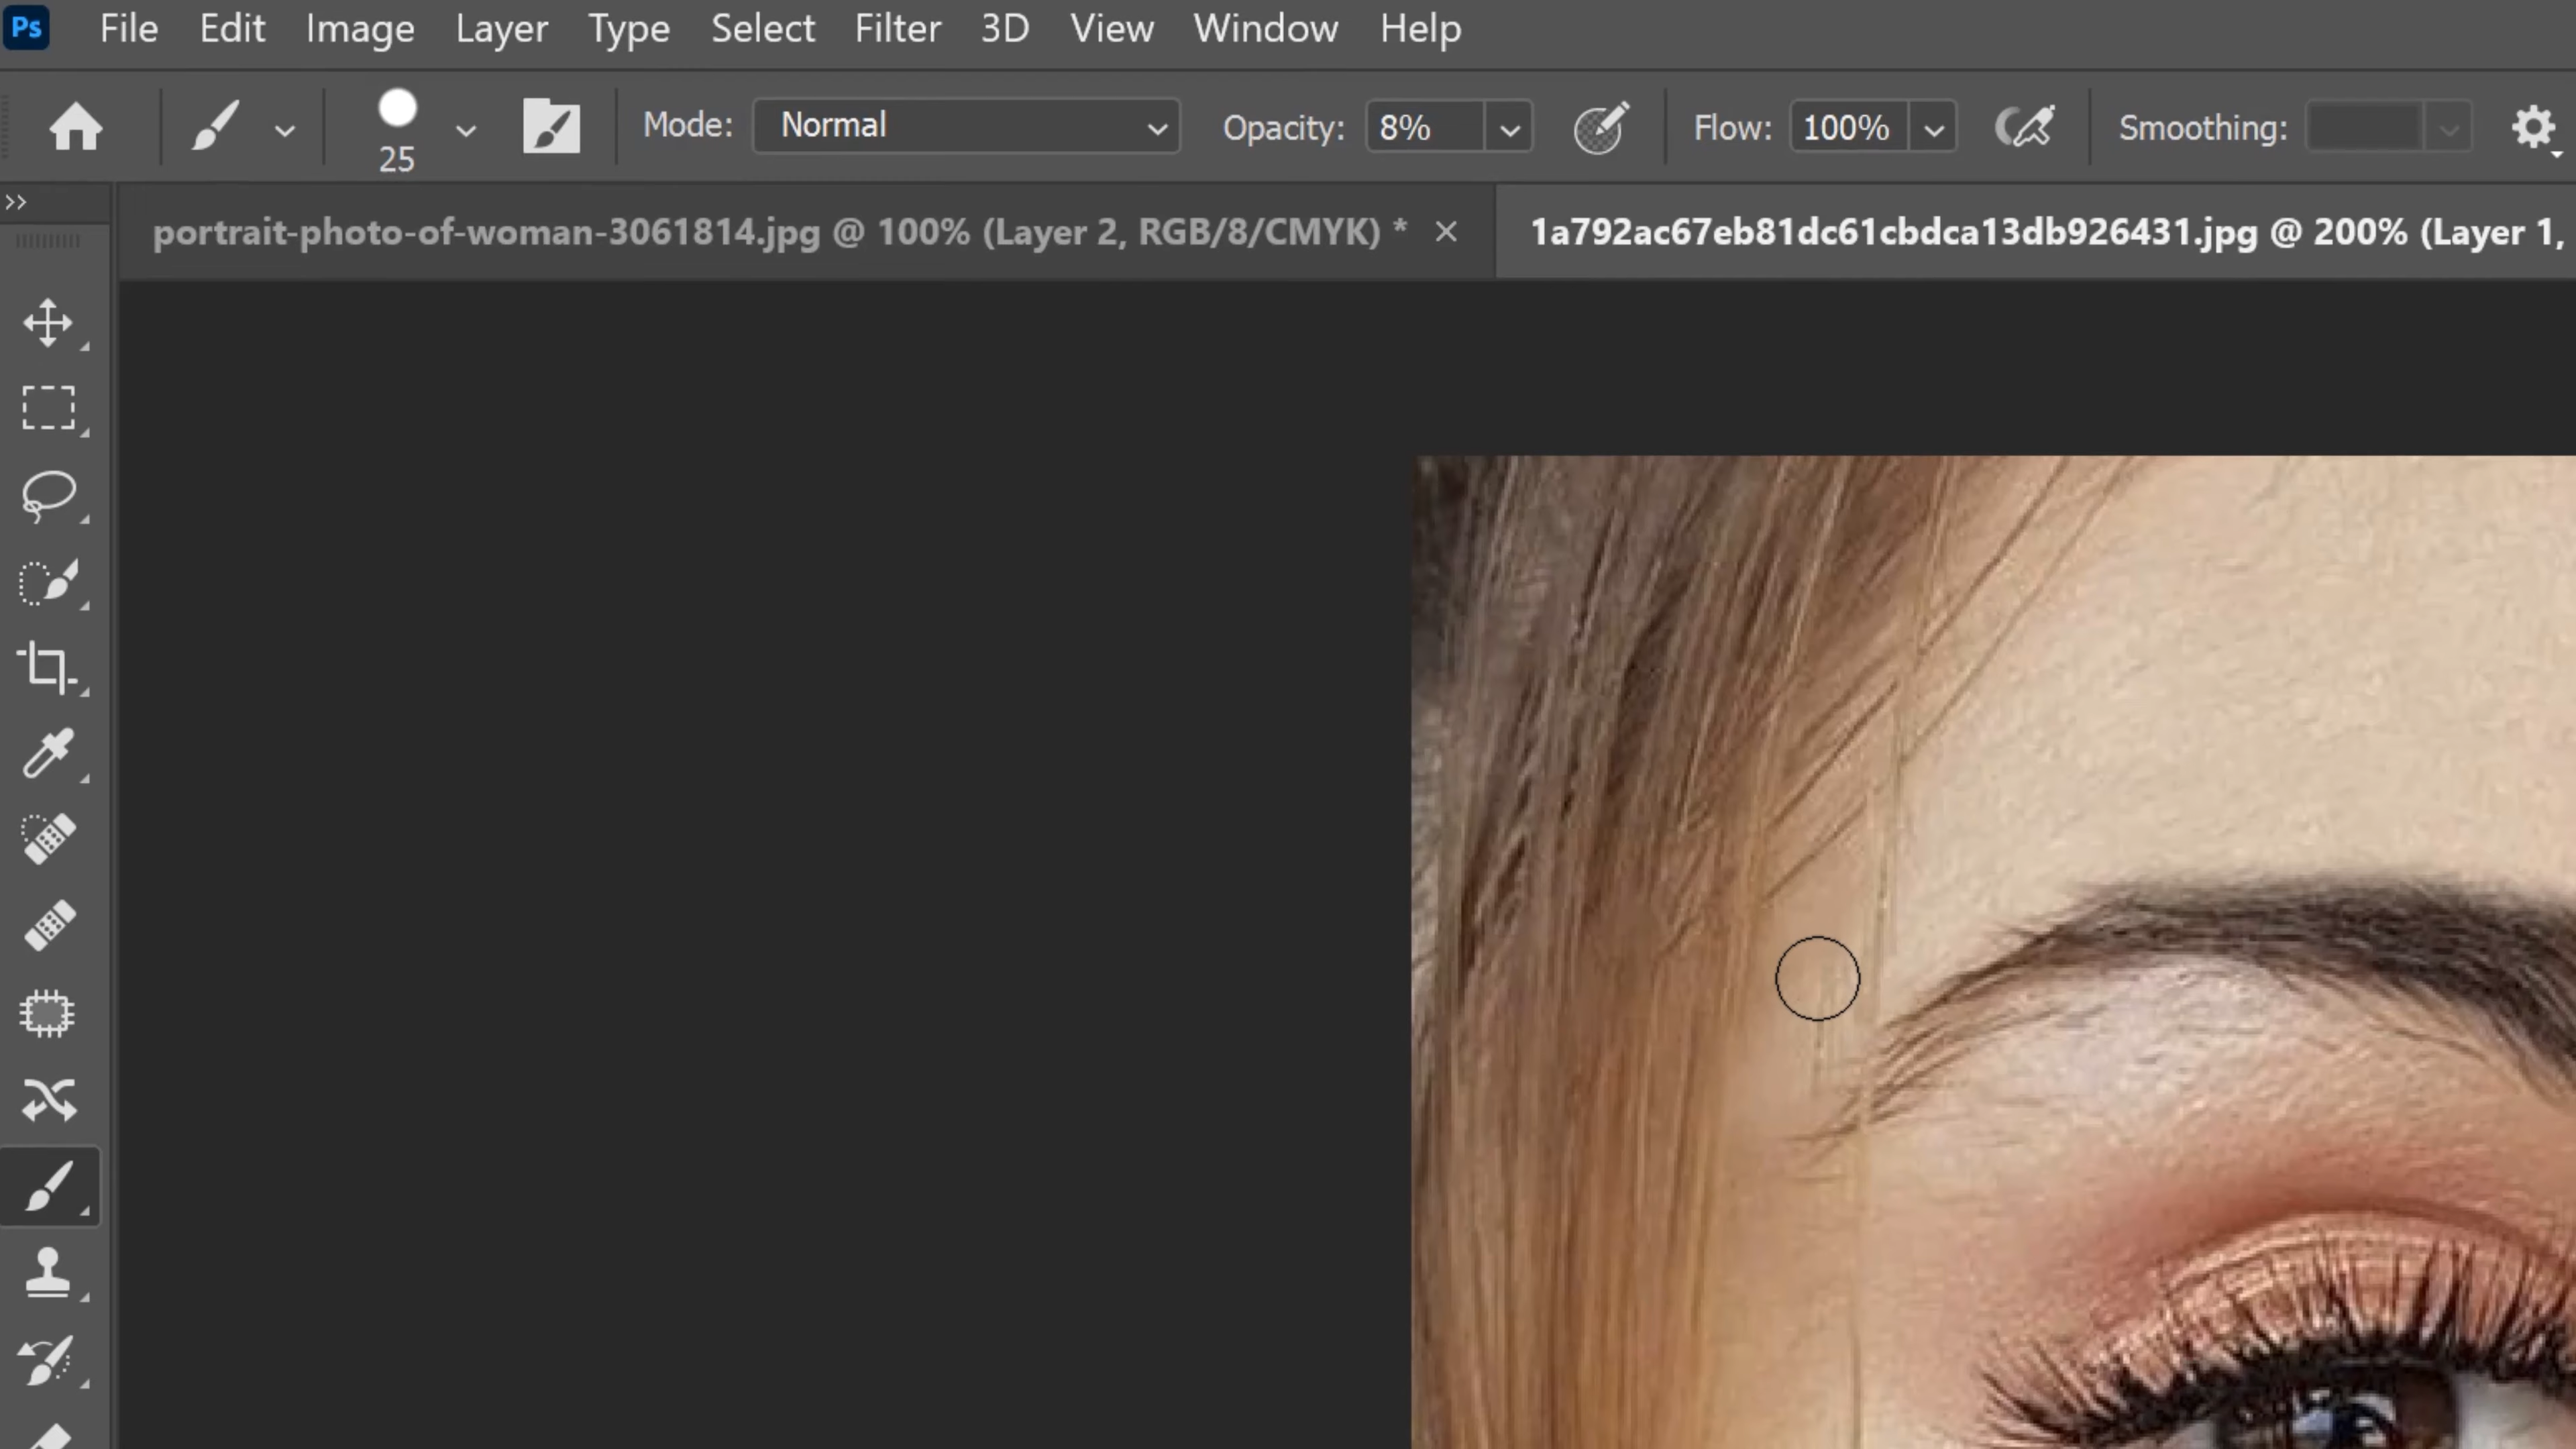 Ps File Edit Image Layer Type Select Filter 3D View Window Help
25 Mode: Normal Opacity: 8% Flow: 100% Smoothing:
portrait-photo-of-woman-3061814.jpg @ 100% (Layer 2, RGB/8/CMYK) * × 1a792ac67eb81dc61cbdca13db926431.jpg @ 200% (Layer 1,